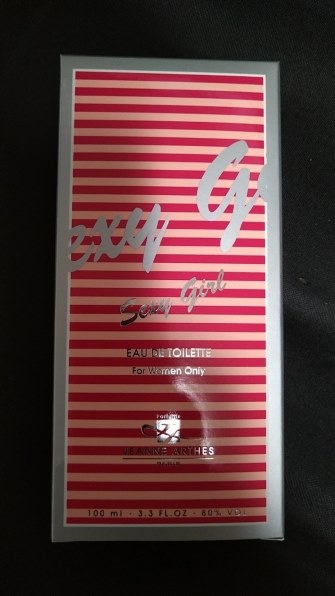 exy G
Sexy Girl
EAU DE TOILETTE
For Women Only
JEANNE ARTHES
100 ml - 3.3 FL.OZ - 80% VOL